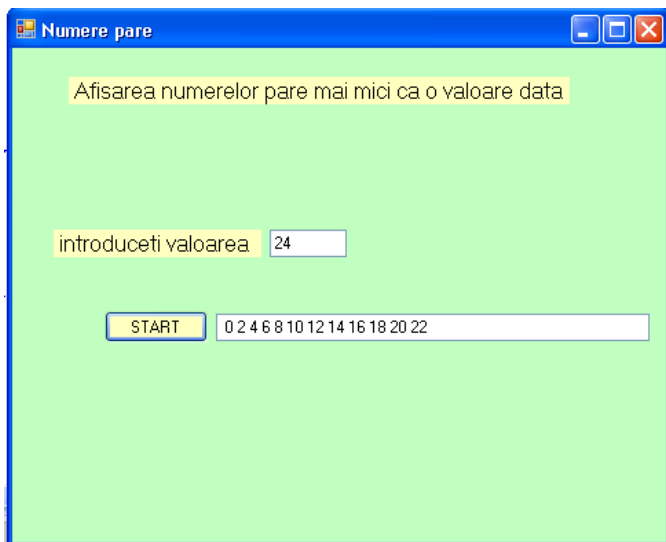 Numere pare
Afisarea numerelor pare mai mici ca o valoare data
introduceti valoarea 24
START 0 2 4 6 8 10 12 14 16 18 20 22